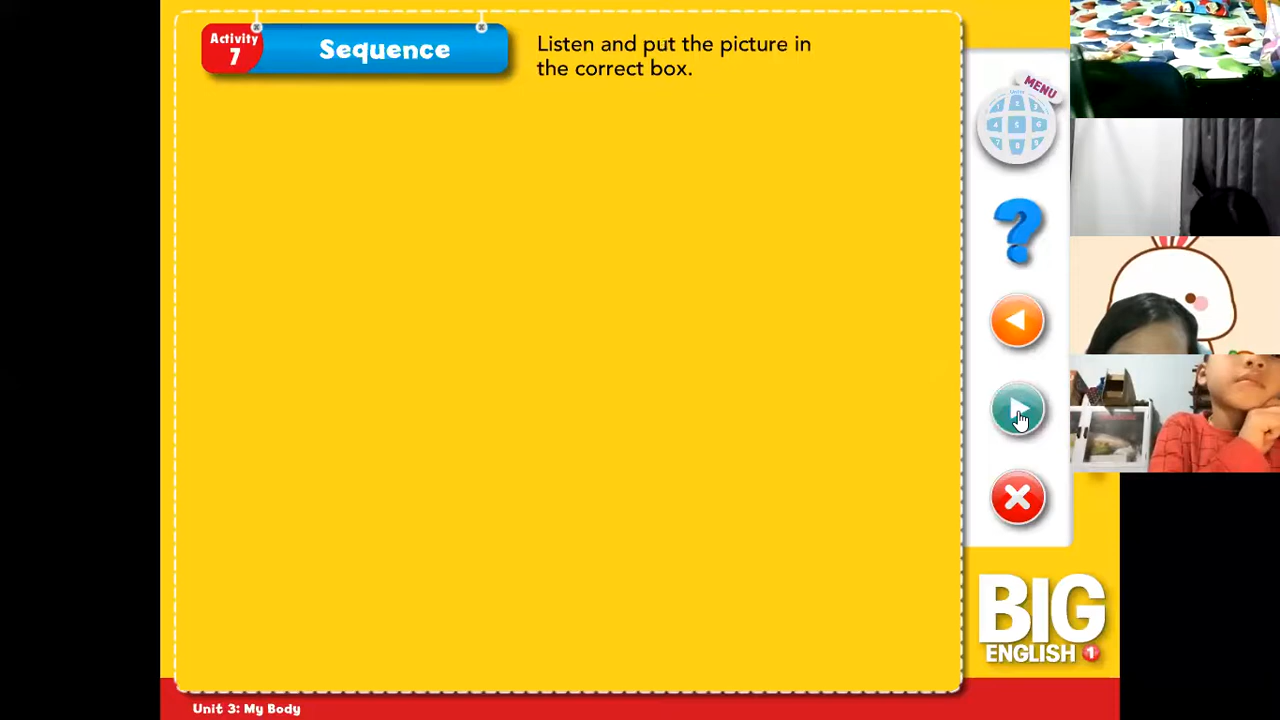 Activity
7
Sequence
Listen and put the picture in
the correct box.
MENU
?
BIG
ENGLISH 1
Unit 3: My Body